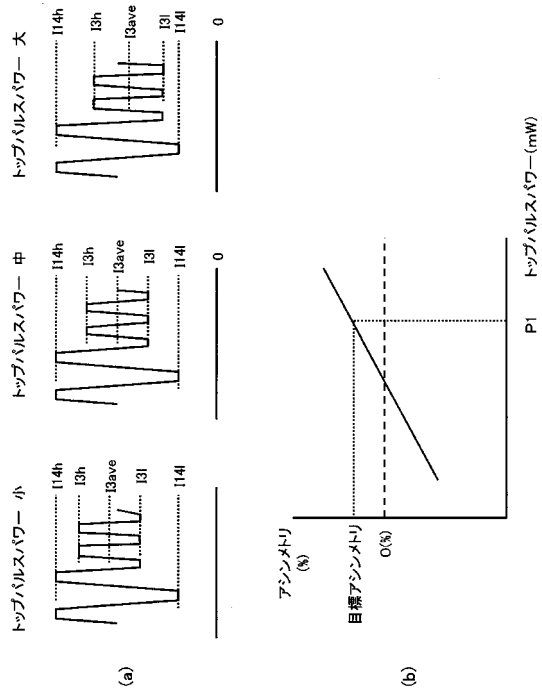 (a)
トップパルスパワー 小
I14h
I3h
I3ave
I3l
I14l
トップパルスパワー 中
I14h
I3h
I3ave
I3l
I14l
0
トップパルスパワー 大
I14h
I3h
I3ave
I3l
I14l
0
(b)
アシンメトリ
(%)
目標アシンメトリ
0(%)
P1
トップパルスパワー(mW)